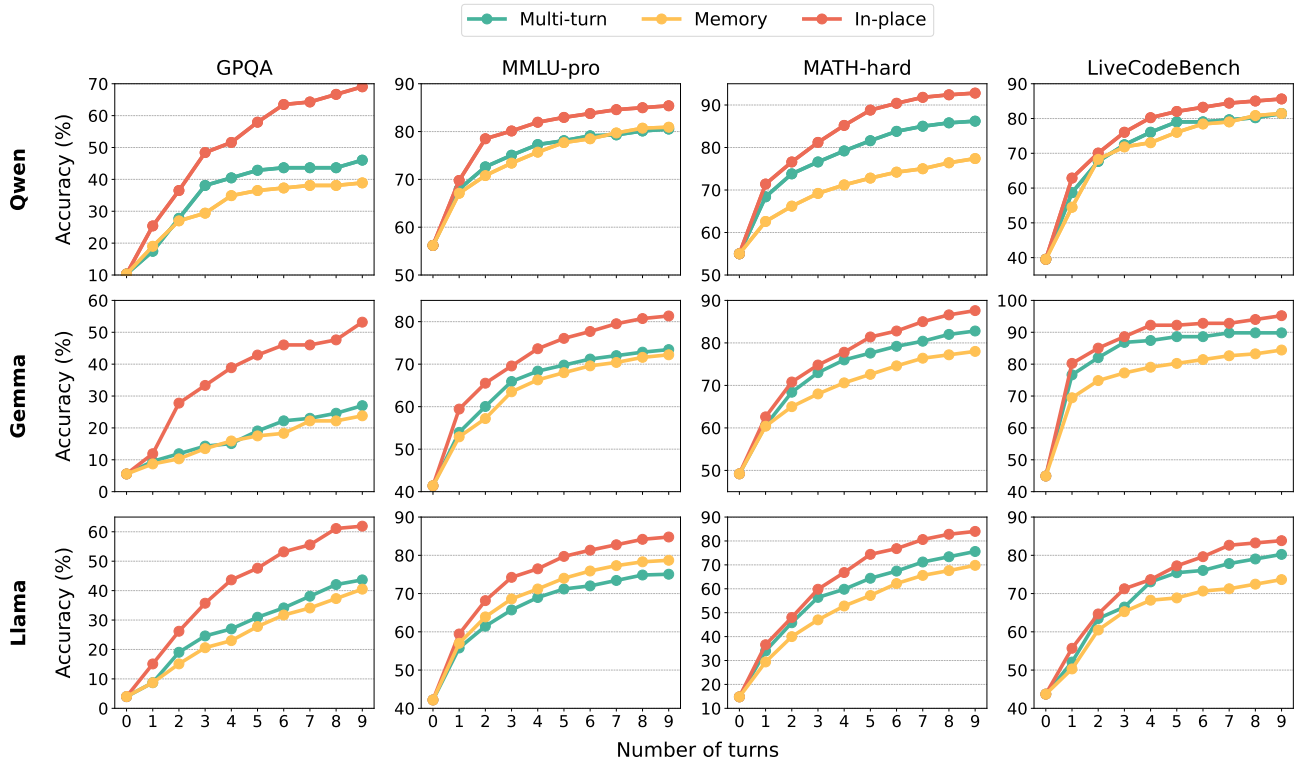 Multi-turn Memory In-place
GPQA MMLU-pro MATH-hard LiveCodeBench
Qwen
Accuracy (%)
70 60 50 40 30 20 10
90 80 70 60 50
90 80 70 60 50
90 80 70 60 50 40
Gemma
Accuracy (%)
60 50 40 30 20 10 0
80 70 60 50 40
90 80 70 60 50
100 90 80 70 60 50 40
Llama
Accuracy (%)
60 50 40 30 20 10 0
90 80 70 60 50 40
90 80 70 60 50 40 30 20 10
90 80 70 60 50 40
0 1 2 3 4 5 6 7 8 9 0 1 2 3 4 5 6 7 8 9 0 1 2 3 4 5 6 7 8 9 0 1 2 3 4 5 6 7 8 9
Number of turns